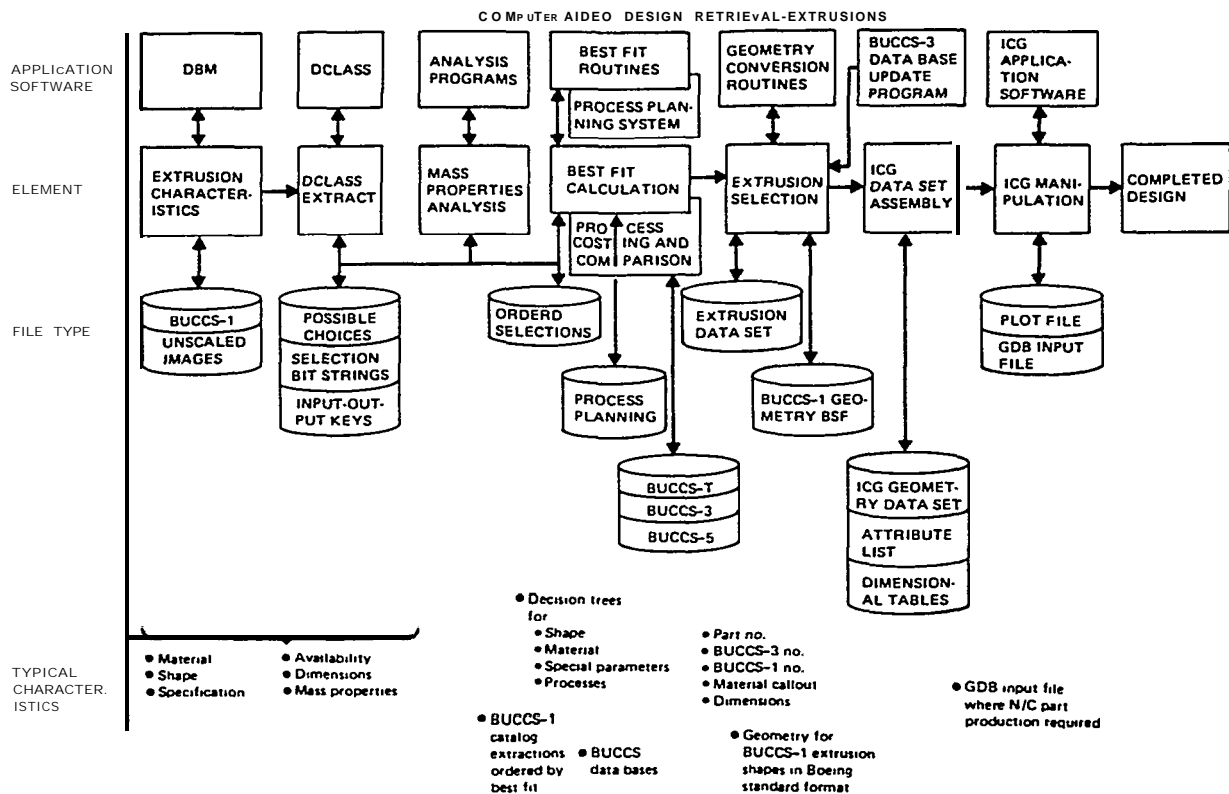 COMPUTER AIDEO DESIGN RETRIEVAL-EXTRUSIONS
APPLICATION
SOFTWARE
DBM
DCLASS
ANALYSIS
PROGRAMS
BEST FIT
ROUTINES
PROCESS PLAN-
NING SYSTEM
GEOMETRY
CONVERSION
ROUTINES
BUCCS-3
DATA BASE
UPDATE
PROGRAM
ICG
APPLICA-
TION
SOFTWARE
ELEMENT
EXTRUSION
CHARACTER-
ISTICS
DCLASS
EXTRACT
MASS
PROPERTIES
ANALYSIS
BEST FIT
CALCULATION
PROCESS
COSTING AND
COMPARISON
EXTRUSION
SELECTION
ICG
DATA SET
ASSEMBLY
ICG MANI-
PULATION
COMPLETED
DESIGN
FILE TYPE
BUCCS-1
UNSCALED
IMAGES
POSSIBLE
CHOICES
SELECTION
BIT STRINGS
INPUT-OUT-
PUT KEYS
ORDERD
SELECTIONS
PROCESS
PLANNING
BUCCS-T
BUCCS-3
BUCCS-5
EXTRUSION
DATA SET
BUCCS-1 GEO-
METRY BSF
ICG GEOMET-
RY DATA SET
ATTRIBUTE
LIST
DIMENSION-
AL TABLES
PLOT FILE
GDB INPUT
FILE
TYPICAL
CHARACTER.
ISTICS
• Material
• Shape
• Specification
• Availability
• Dimensions
• Mass properties
• Decision trees
for
• Shape
• Material
• Special parameters
• Processes
• BUCCS-1
catalog
extractions
ordered by
best fit
• BUCCS
data bases
• Part no.
• BUCCS-3 no.
• BUCCS-1 no.
• Material callout
• Dimensions
• Geometry for
BUCCS-1 extrusion
shapes in Boeing
standard format
• GDB input file
where N/C part
production required